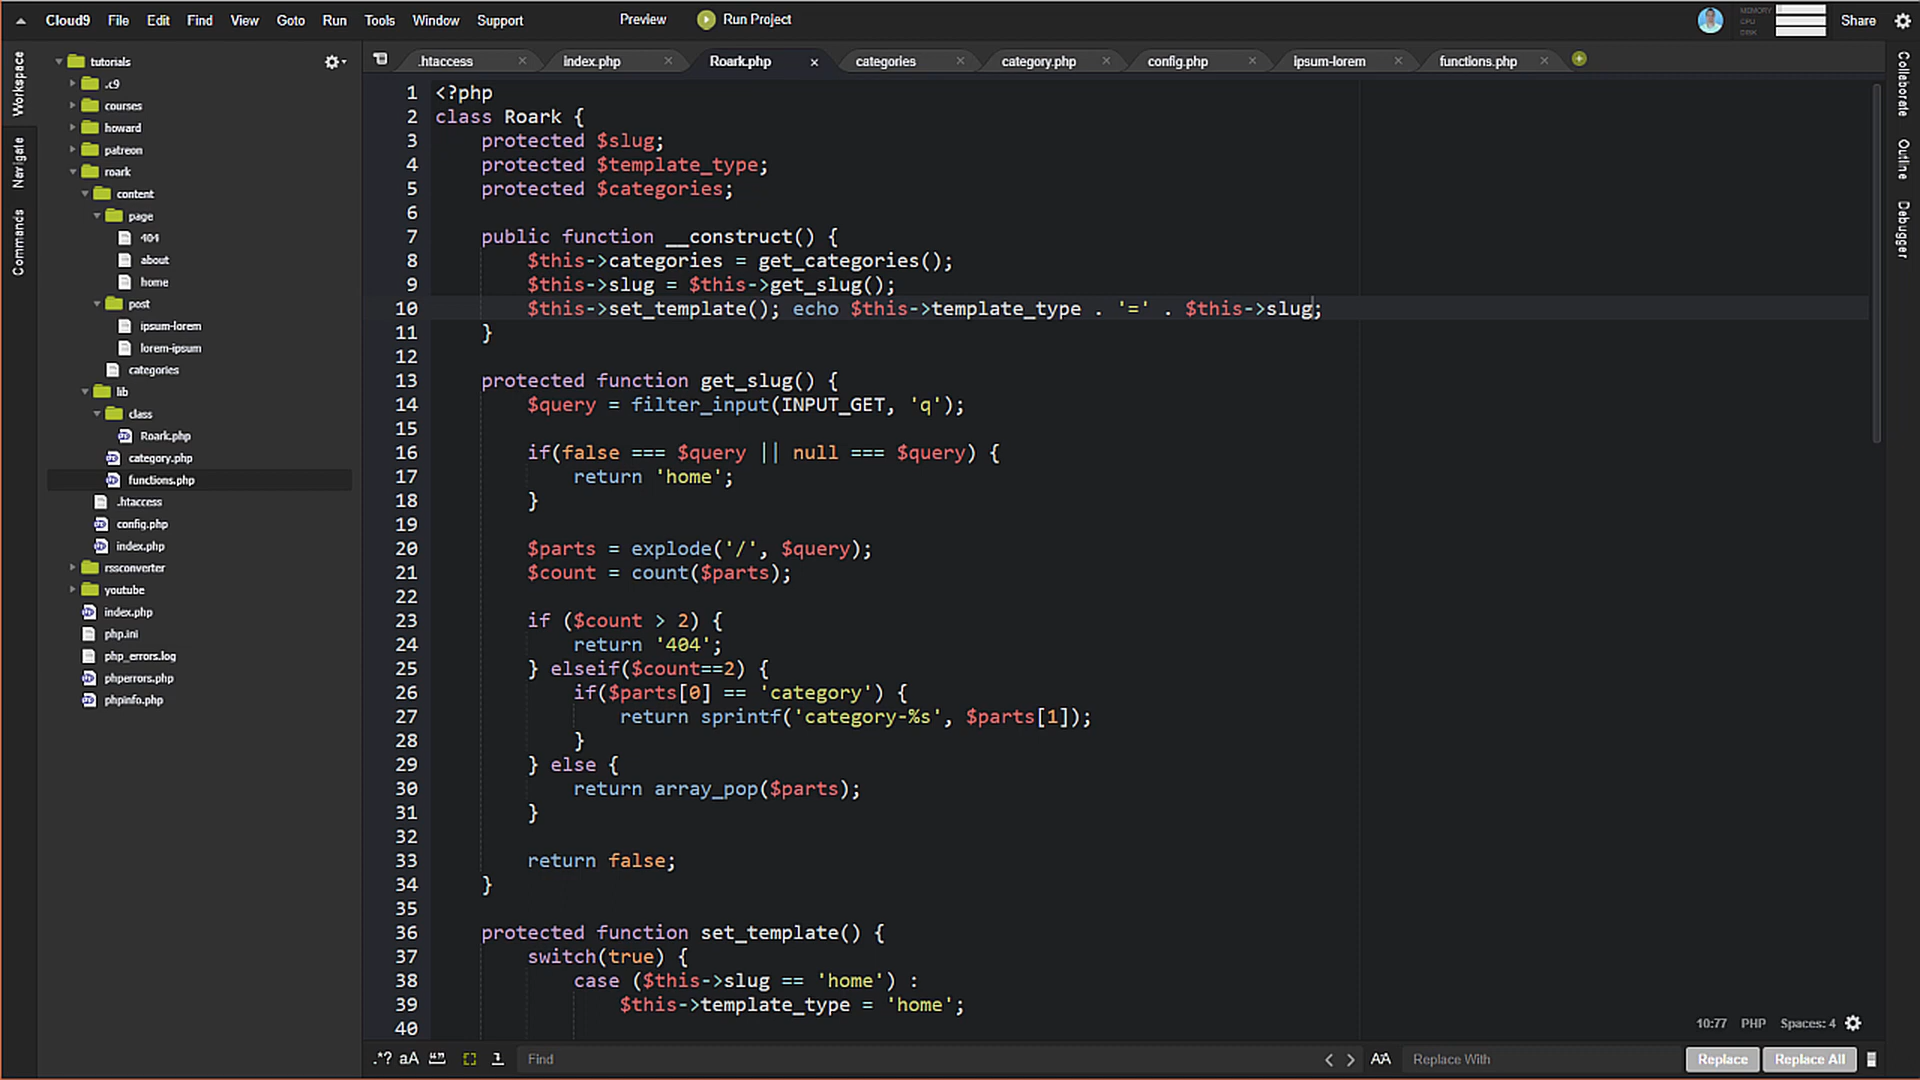 Cloud9 File Edit Find View Goto Run Tools Window Support Preview Run Project MEMORY CPU DISK Share
Workspace
Navigate
Commands
tutorials
.c9
courses
howard
patreon
roark
content
page
404
about
home
post
ipsum-lorem
lorem-ipsum
categories
lib
class
Roark.php
category.php
functions.php
.htaccess
config.php
index.php
rssconverter
youtube
index.php
php.ini
php_errors.log
phperrors.php
phpinfo.php
.htaccess index.php Roark.php categories category.php config.php ipsum-lorem functions.php
1 <?php
2 class Roark {
3 protected $slug;
4 protected $template_type;
5 protected $categories;
6
7 public function __construct() {
8 $this->categories = get_categories();
9 $this->slug = $this->get_slug();
10 $this->set_template(); echo $this->template_type . '=' . $this->slug;
11 }
12
13 protected function get_slug() {
14 $query = filter_input(INPUT_GET, 'q');
15
16 if(false === $query || null === $query) {
17 return 'home';
18 }
19
20 $parts = explode('/', $query);
21 $count = count($parts);
22
23 if ($count > 2) {
24 return '404';
25 } elseif($count==2) {
26 if($parts[0] == 'category') {
27 return sprintf('category-%s', $parts[1]);
28 }
29 } else {
30 return array_pop($parts);
31 }
32
33 return false;
34 }
35
36 protected function set_template() {
37 switch(true) {
38 case ($this->slug == 'home') :
39 $this->template_type = 'home';
40
10:77 PHP Spaces: 4
.*? aA Find Replace With Replace Replace All
Collaborate
Outline
Debugger